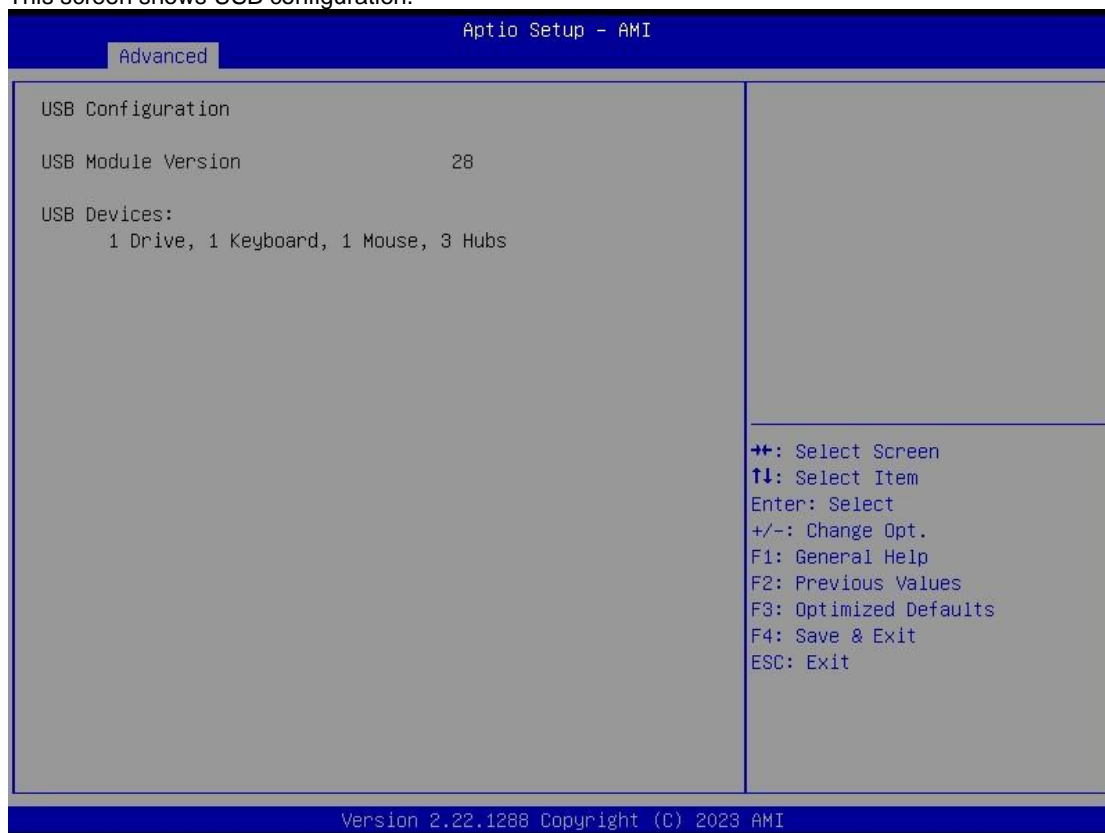 This screen shows USB configuration.
Aptio Setup – AMI
Advanced
USB Configuration
USB Module Version 28
USB Devices:
1 Drive, 1 Keyboard, 1 Mouse, 3 Hubs
→←: Select Screen
↑↓: Select Item
Enter: Select
+/-: Change Opt.
F1: General Help
F2: Previous Values
F3: Optimized Defaults
F4: Save & Exit
ESC: Exit
Version 2.22.1288 Copyright (C) 2023 AMI